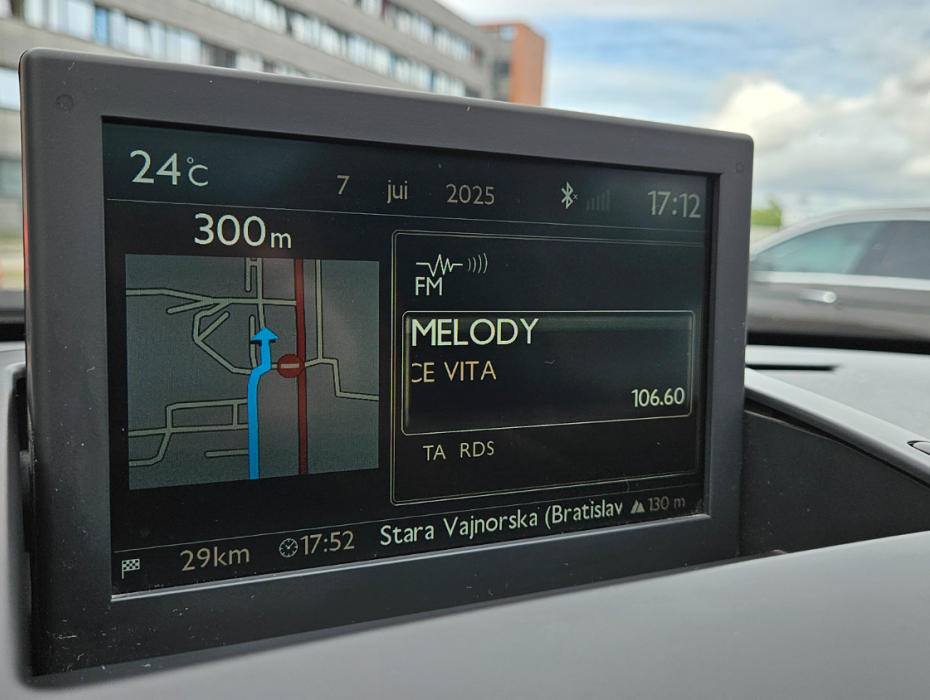 24°C 7 jui 2025 17:12
300m
FM
MELODY
CE VITA
106.60
TA RDS
29km 17:52 Stara Vajnorska (Bratislav 130 m